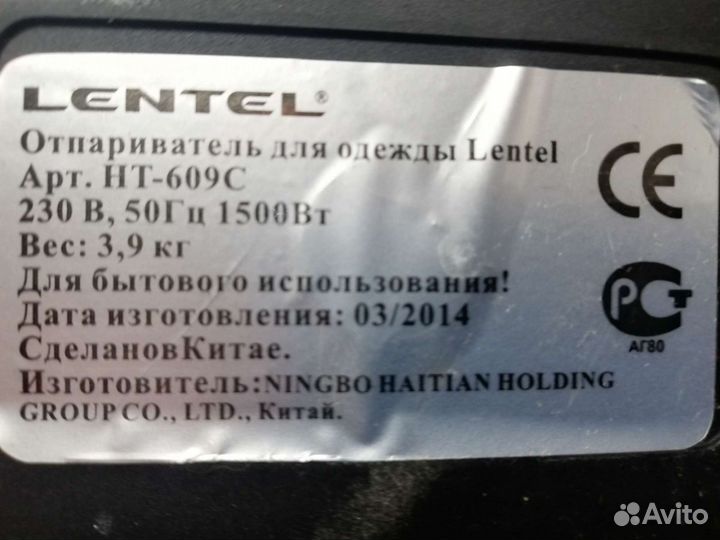 LENTEL®
Отпариватель для одежды Lentel
Арт. HT-609C
230 В, 50Гц 1500Вт
Вес: 3,9 кг
Для бытового использования!
Дата изготовления: 03/2014
СделановКитае.
Изготовитель:NINGBO HAITIAN HOLDING
GROUP CO., LTD., Китай.
CE
РСТ
АГ80
Avito